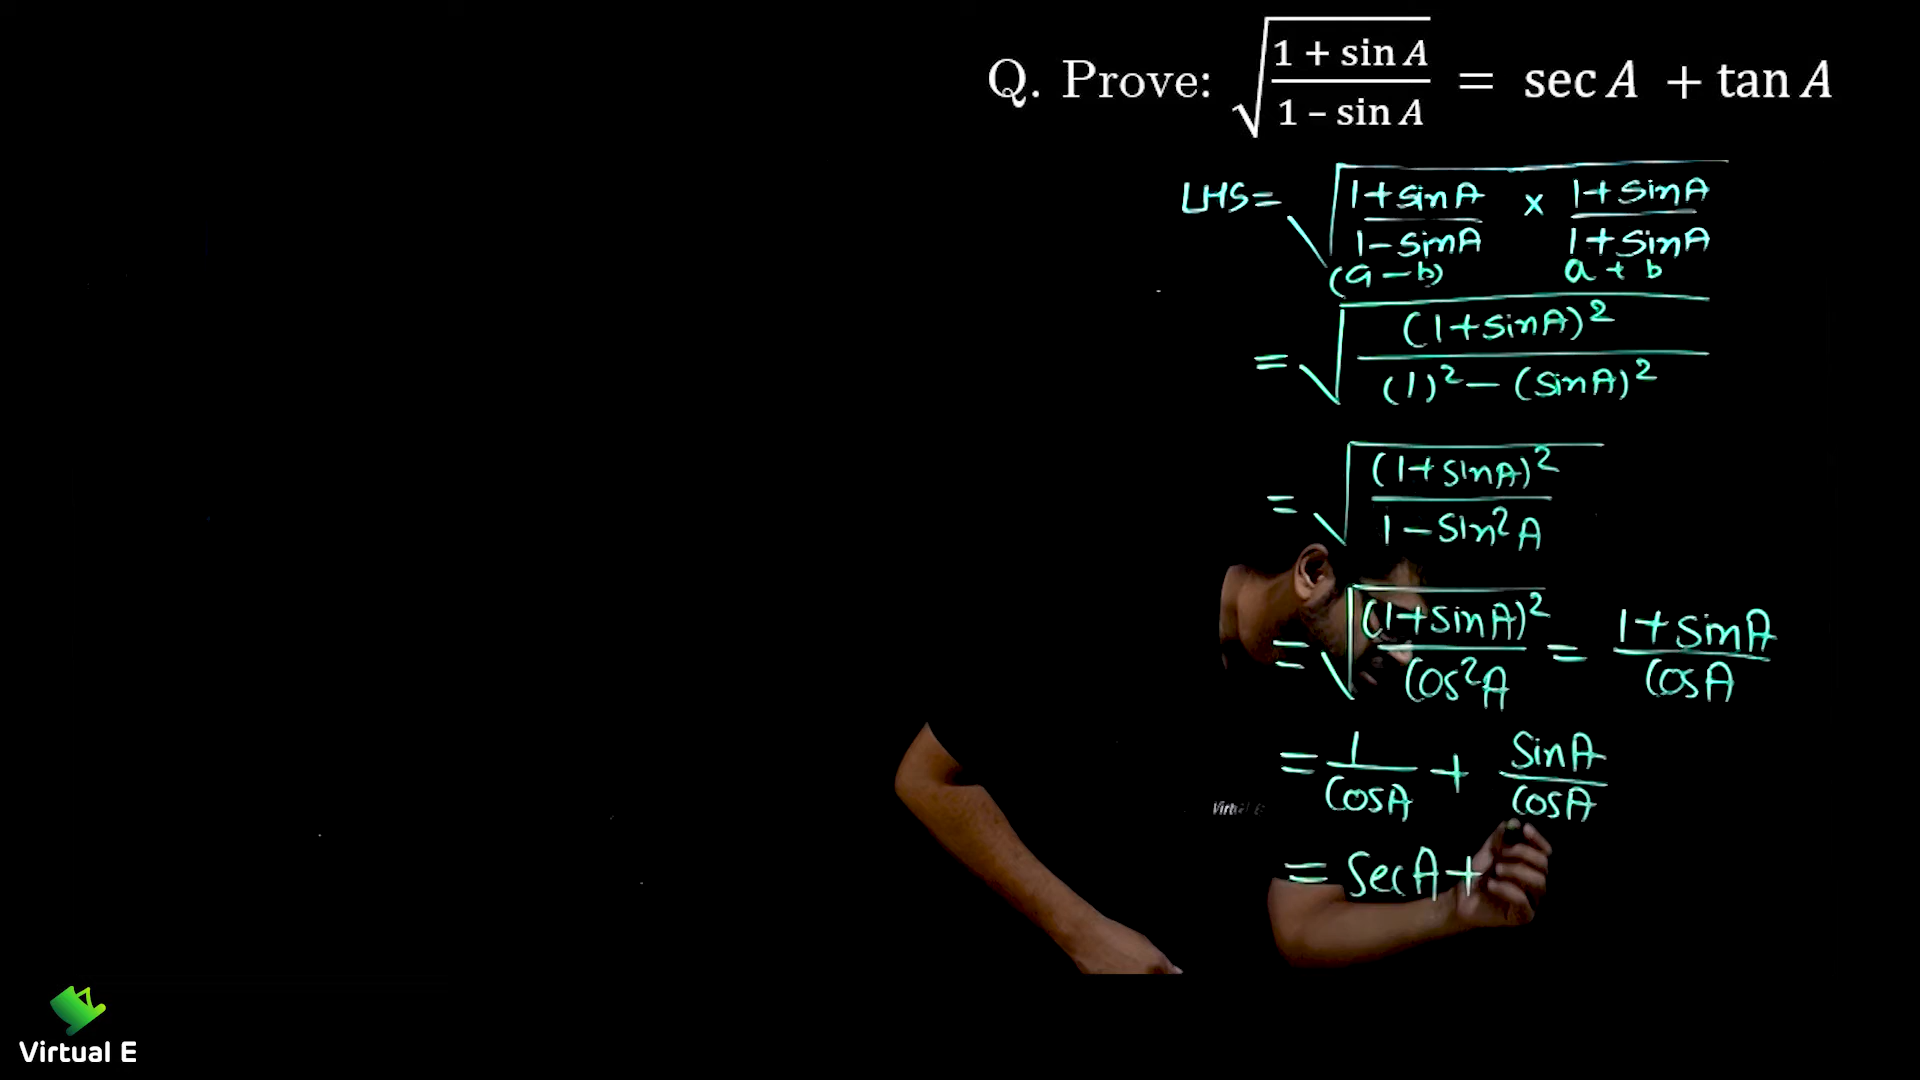 Q. Prove: √((1 + sin A)/(1 – sin A)) = sec A + tan A
LHS = √((1+sinA)/(1-sinA) × (1+sinA)/(1+sinA))
(a-b) a + b
= √((1+sinA)²/((1)² - (sinA)²))
= √((1+sinA)²/(1-sin²A))
= √((1+sinA)²/(cos²A)) = (1+sinA)/(cosA)
= 1/cosA + sinA/cosA
Virtual E
= secA +
Virtual E